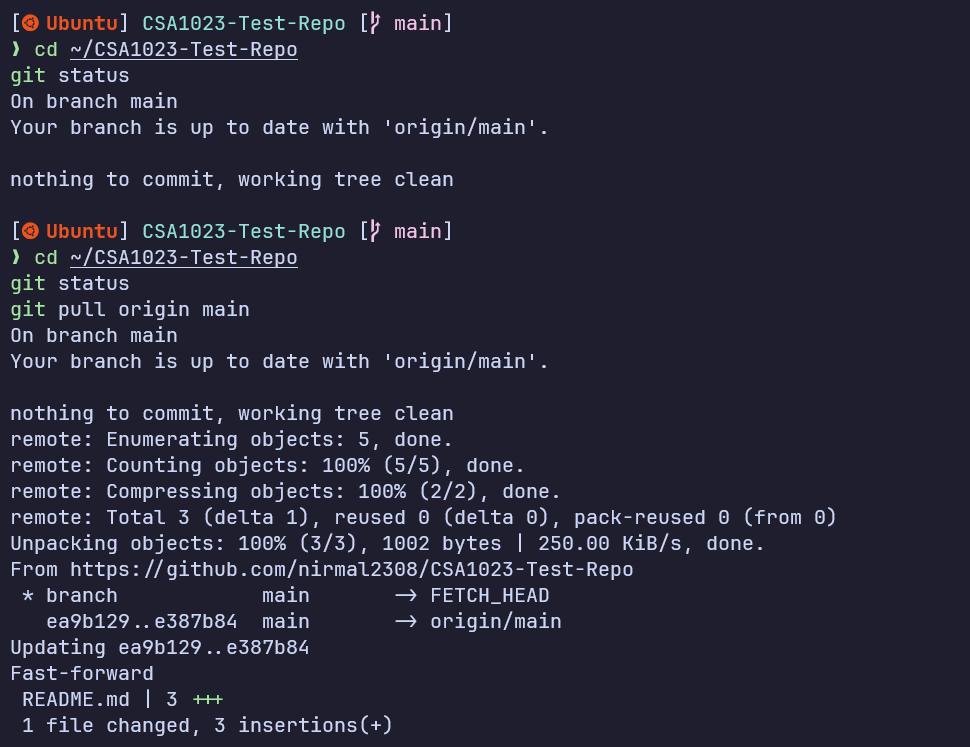 [Ubuntu] CSA1023-Test-Repo [ main]
❱ cd ~/CSA1023-Test-Repo
git status
On branch main
Your branch is up to date with 'origin/main'.
nothing to commit, working tree clean
[Ubuntu] CSA1023-Test-Repo [ main]
❱ cd ~/CSA1023-Test-Repo
git status
git pull origin main
On branch main
Your branch is up to date with 'origin/main'.
nothing to commit, working tree clean
remote: Enumerating objects: 5, done.
remote: Counting objects: 100% (5/5), done.
remote: Compressing objects: 100% (2/2), done.
remote: Total 3 (delta 1), reused 0 (delta 0), pack-reused 0 (from 0)
Unpacking objects: 100% (3/3), 1002 bytes | 250.00 KiB/s, done.
From https://github.com/nirmal2308/CSA1023-Test-Repo
 * branch            main       -> FETCH_HEAD
   ea9b129..e387b84  main       -> origin/main
Updating ea9b129..e387b84
Fast-forward
 README.md | 3 +++
 1 file changed, 3 insertions(+)